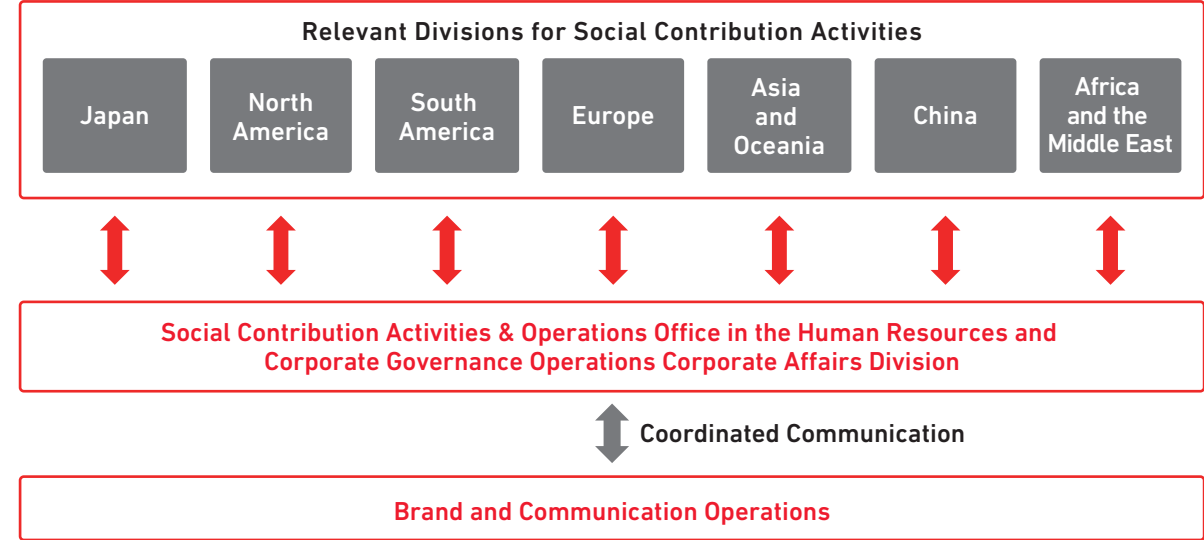 Relevant Divisions for Social Contribution Activities
Japan
North
America
South
America
Europe
Asia
and
Oceania
China
Africa
and the
Middle East
Social Contribution Activities & Operations Office in the Human Resources and
Corporate Governance Operations Corporate Affairs Division
Coordinated Communication
Brand and Communication Operations